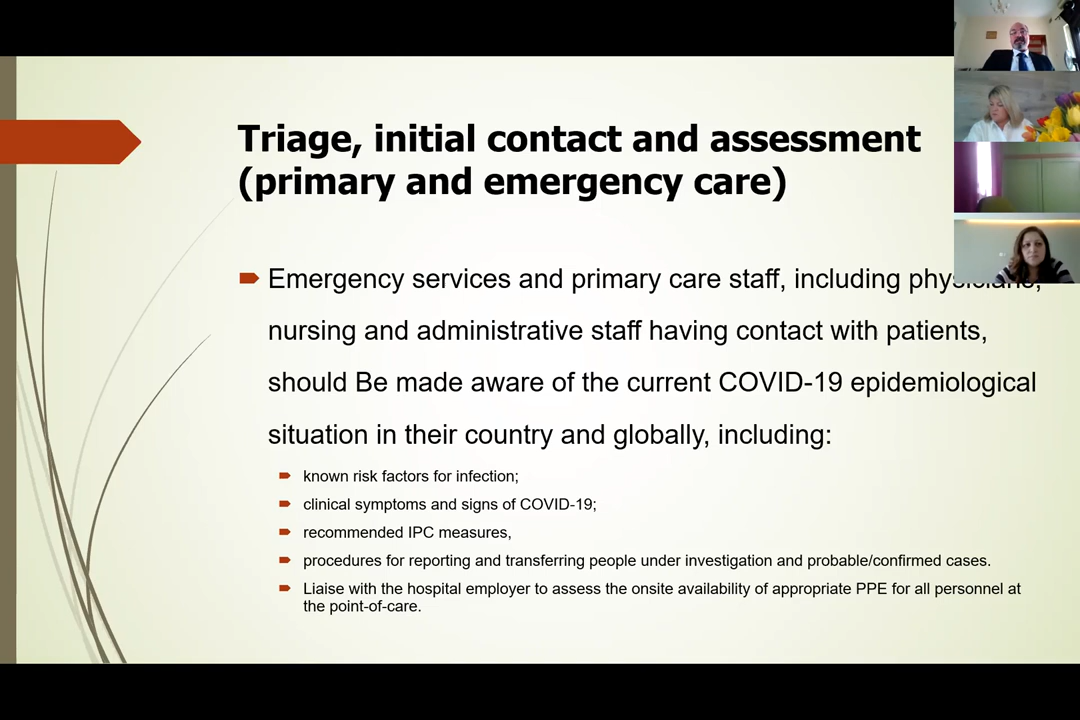 Triage, initial contact and assessment
(primary and emergency care)
Emergency services and primary care staff, including physicians,
nursing and administrative staff having contact with patients,
should Be made aware of the current COVID-19 epidemiological
situation in their country and globally, including:
known risk factors for infection;
clinical symptoms and signs of COVID-19;
recommended IPC measures,
procedures for reporting and transferring people under investigation and probable/confirmed cases.
Liaise with the hospital employer to assess the onsite availability of appropriate PPE for all personnel at
the point-of-care.